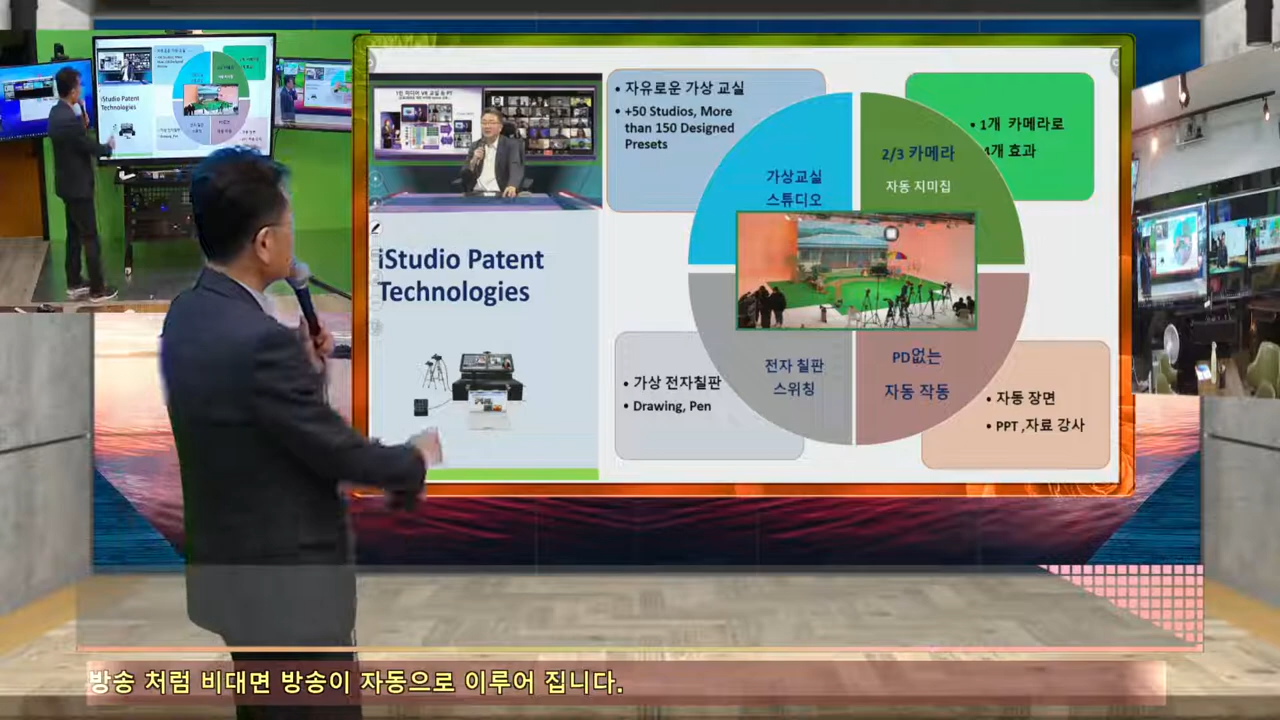 iStudio Patent
Technologies
• 자유로운 가상 교실
• +50 Studios, More
than 150 Designed
Presets
가상교실
스튜디오
2/3 카메라
자동 지미집
• 1개 카메라로
4개 효과
전자 칠판
스위칭
PD없는
자동 작동
• 가상 전자칠판
• Drawing, Pen
• 자동 장면
• PPT ,자료 강사
iStudio Patent
Technologies
방송 처럼 비대면 방송이 자동으로 이루어 집니다.